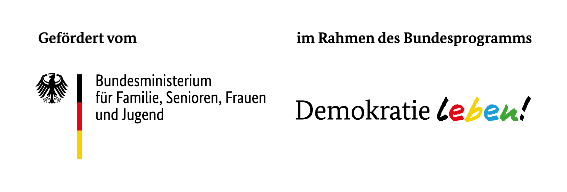 Gefördert vom
im Rahmen des Bundesprogramms
Bundesministerium
für Familie, Senioren, Frauen
und Jugend
Demokratie leben!